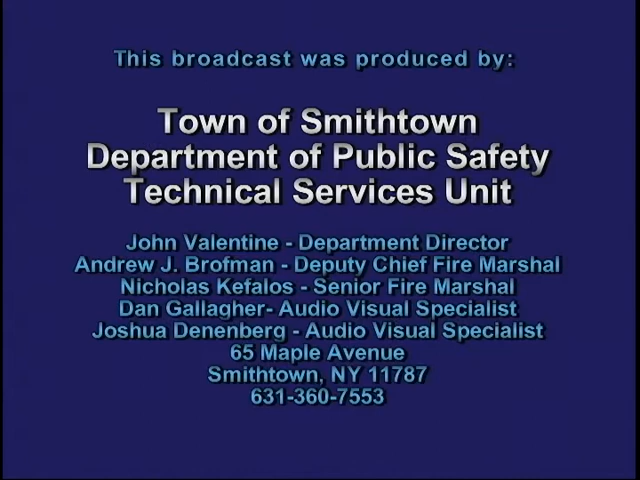 This broadcast was produced by:
Town of Smithtown
Department of Public Safety
Technical Services Unit
John Valentine - Department Director
Andrew J. Brofman - Deputy Chief Fire Marshal
Nicholas Kefalos - Senior Fire Marshal
Dan Gallagher- Audio Visual Specialist
Joshua Denenberg - Audio Visual Specialist
65 Maple Avenue
Smithtown, NY 11787
631-360-7553